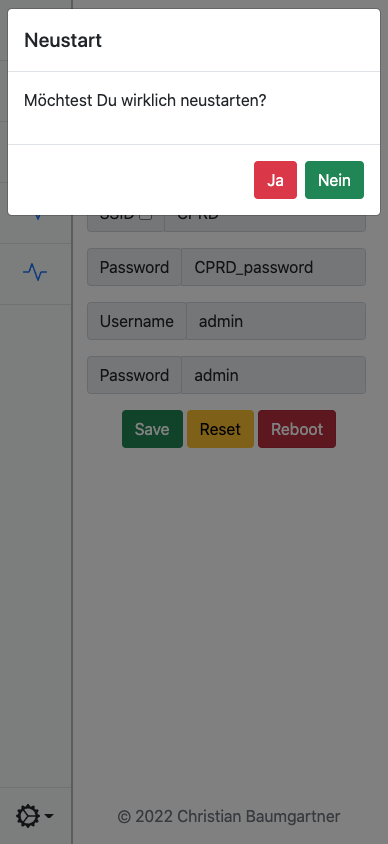 Neustart
Möchtest Du wirklich neustarten?
Ja Nein
SSID CPRD
Password CPRD_password
Username admin
Password admin
Save Reset Reboot
© 2022 Christian Baumgartner